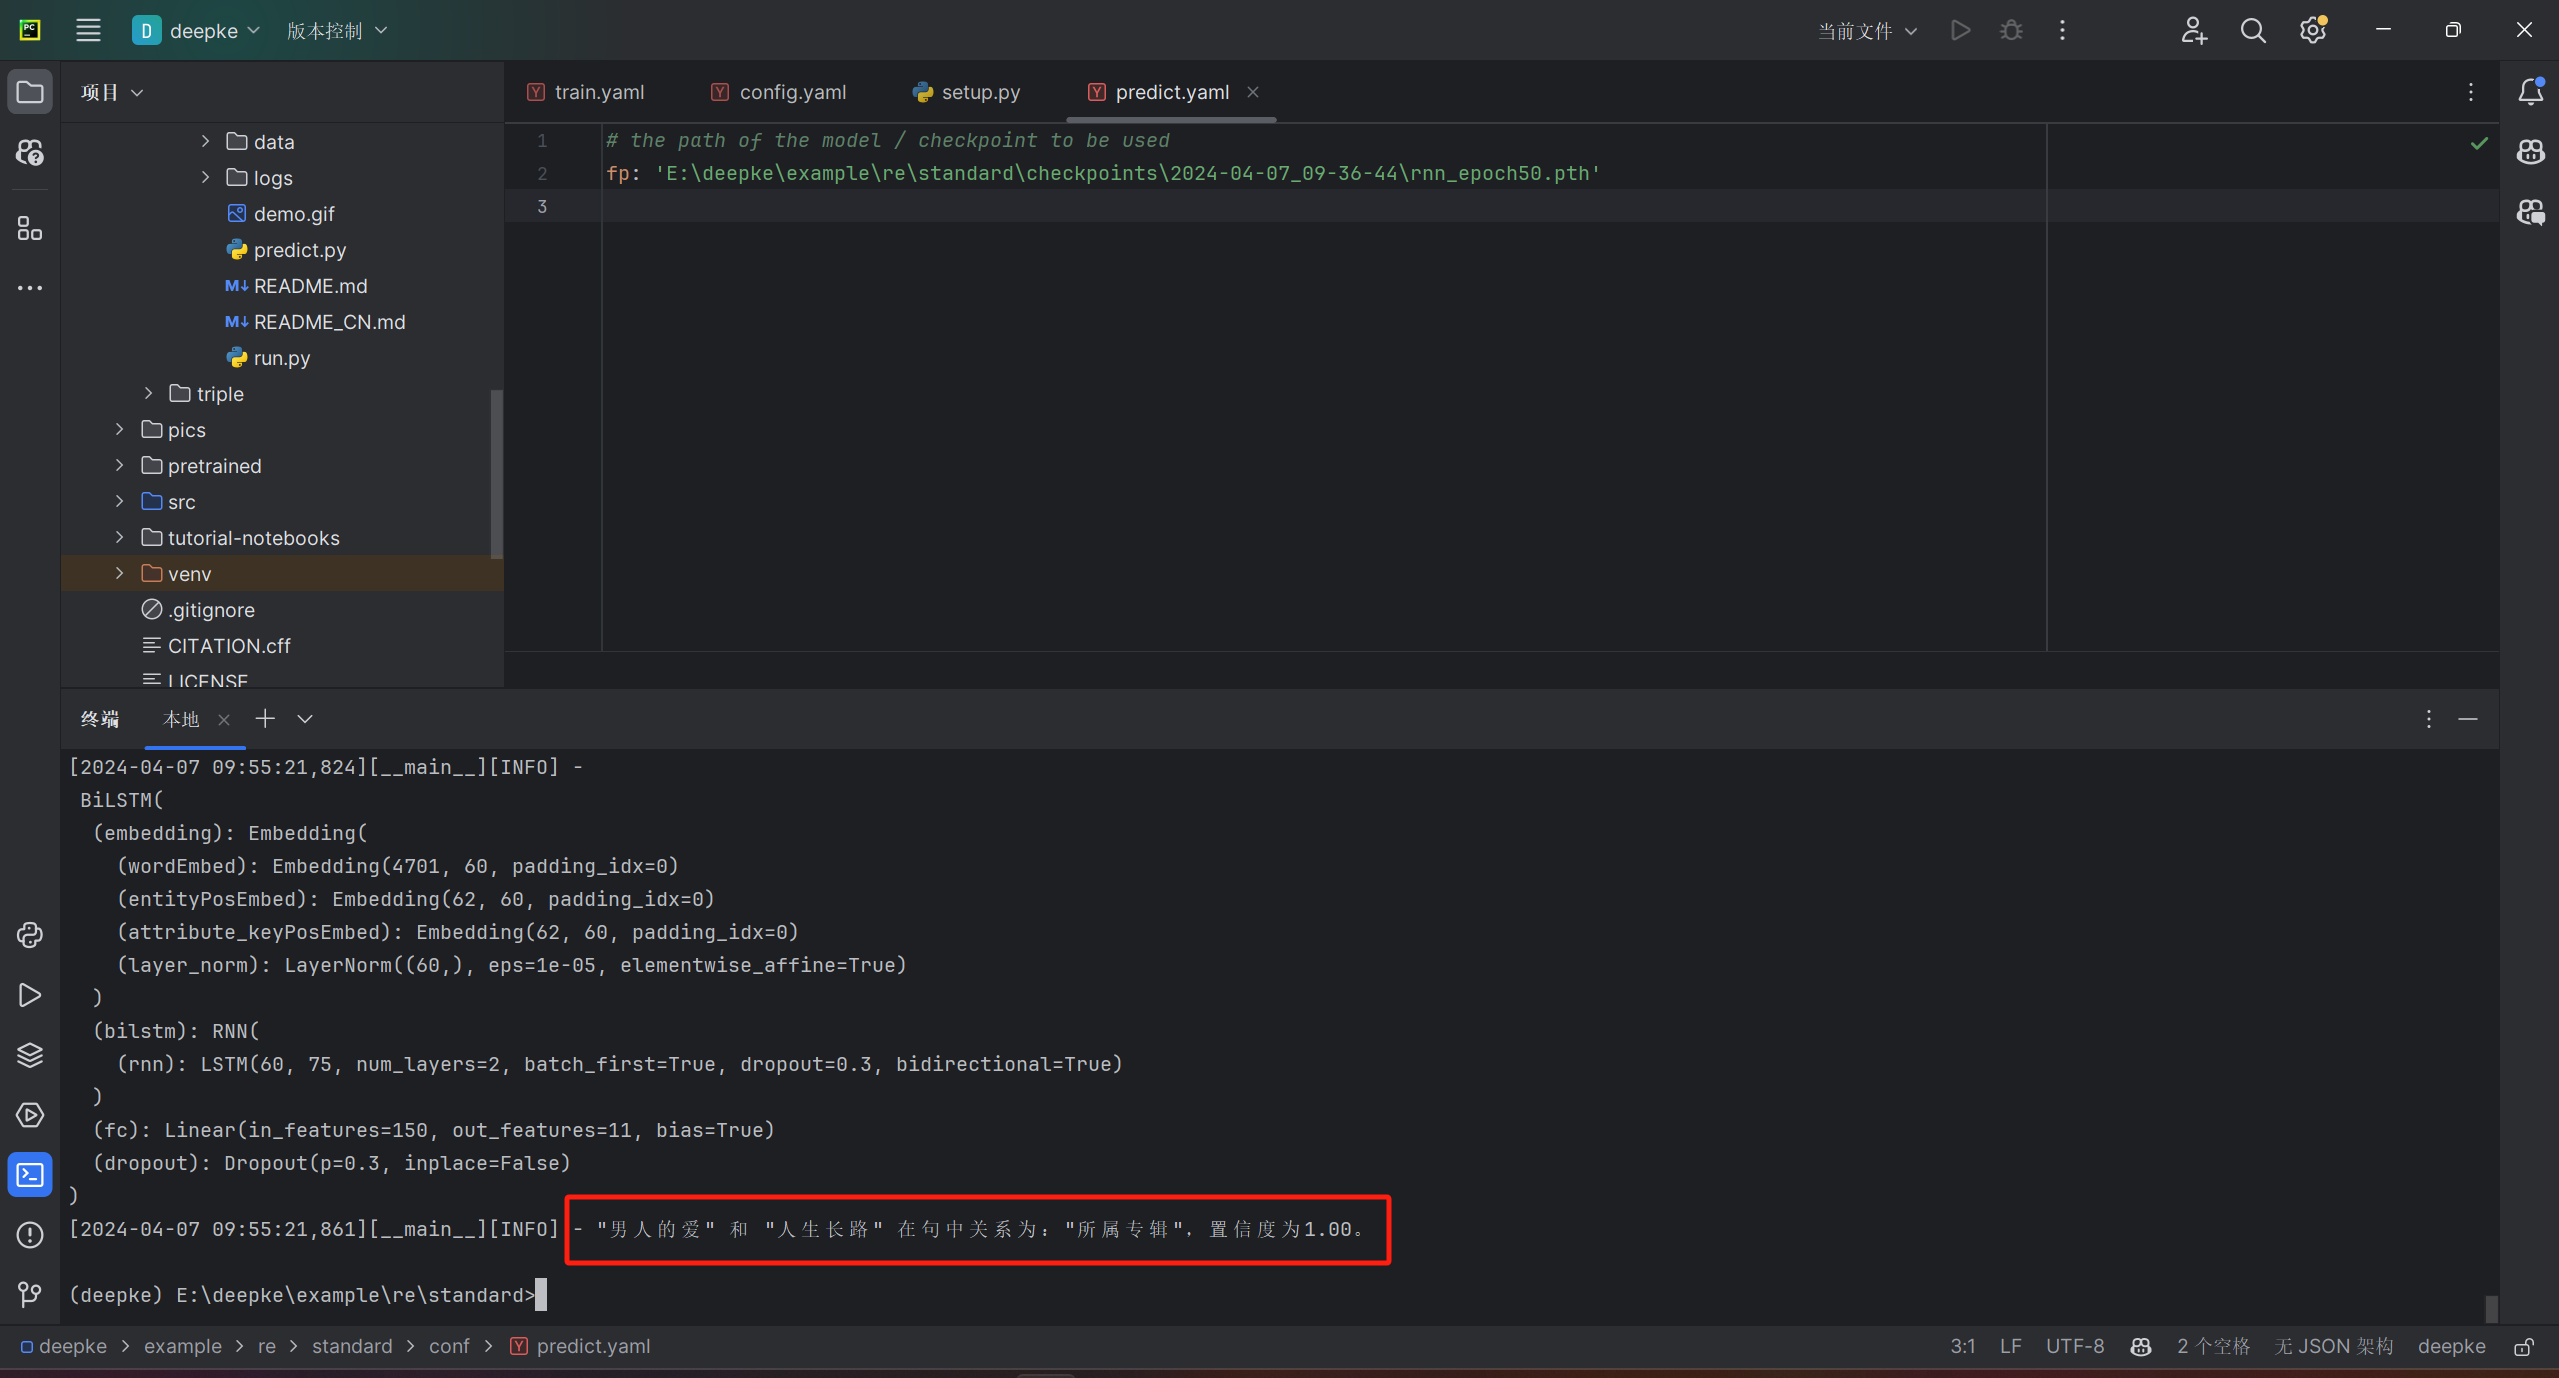 PC
D deepke 版本控制 当前文件
项目
train.yaml config.yaml setup.py predict.yaml
data
logs
demo.gif
predict.py
README.md
README_CN.md
run.py
triple
pics
pretrained
src
tutorial-notebooks
venv
.gitignore
CITATION.cff
LICENSE
1 # the path of the model / checkpoint to be used
2 fp: 'E:\deepke\example\re\standard\checkpoints\2024-04-07_09-36-44\rnn_epoch50.pth'
3
终端 本地
[2024-04-07 09:55:21,824][__main__][INFO] -
BiLSTM(
(embedding): Embedding(
(wordEmbed): Embedding(4701, 60, padding_idx=0)
(entityPosEmbed): Embedding(62, 60, padding_idx=0)
(attribute_keyPosEmbed): Embedding(62, 60, padding_idx=0)
(layer_norm): LayerNorm((60,), eps=1e-05, elementwise_affine=True)
)
(bilstm): RNN(
(rnn): LSTM(60, 75, num_layers=2, batch_first=True, dropout=0.3, bidirectional=True)
)
(fc): Linear(in_features=150, out_features=11, bias=True)
(dropout): Dropout(p=0.3, inplace=False)
)
[2024-04-07 09:55:21,861][__main__][INFO] - "男人的爱" 和 "人生长路" 在句中关系为："所属专辑"，置信度为1.00。
(deepke) E:\deepke\example\re\standard>
deepke > example > re > standard > conf > predict.yaml 3:1 LF UTF-8 2 个空格 无 JSON 架构 deepke